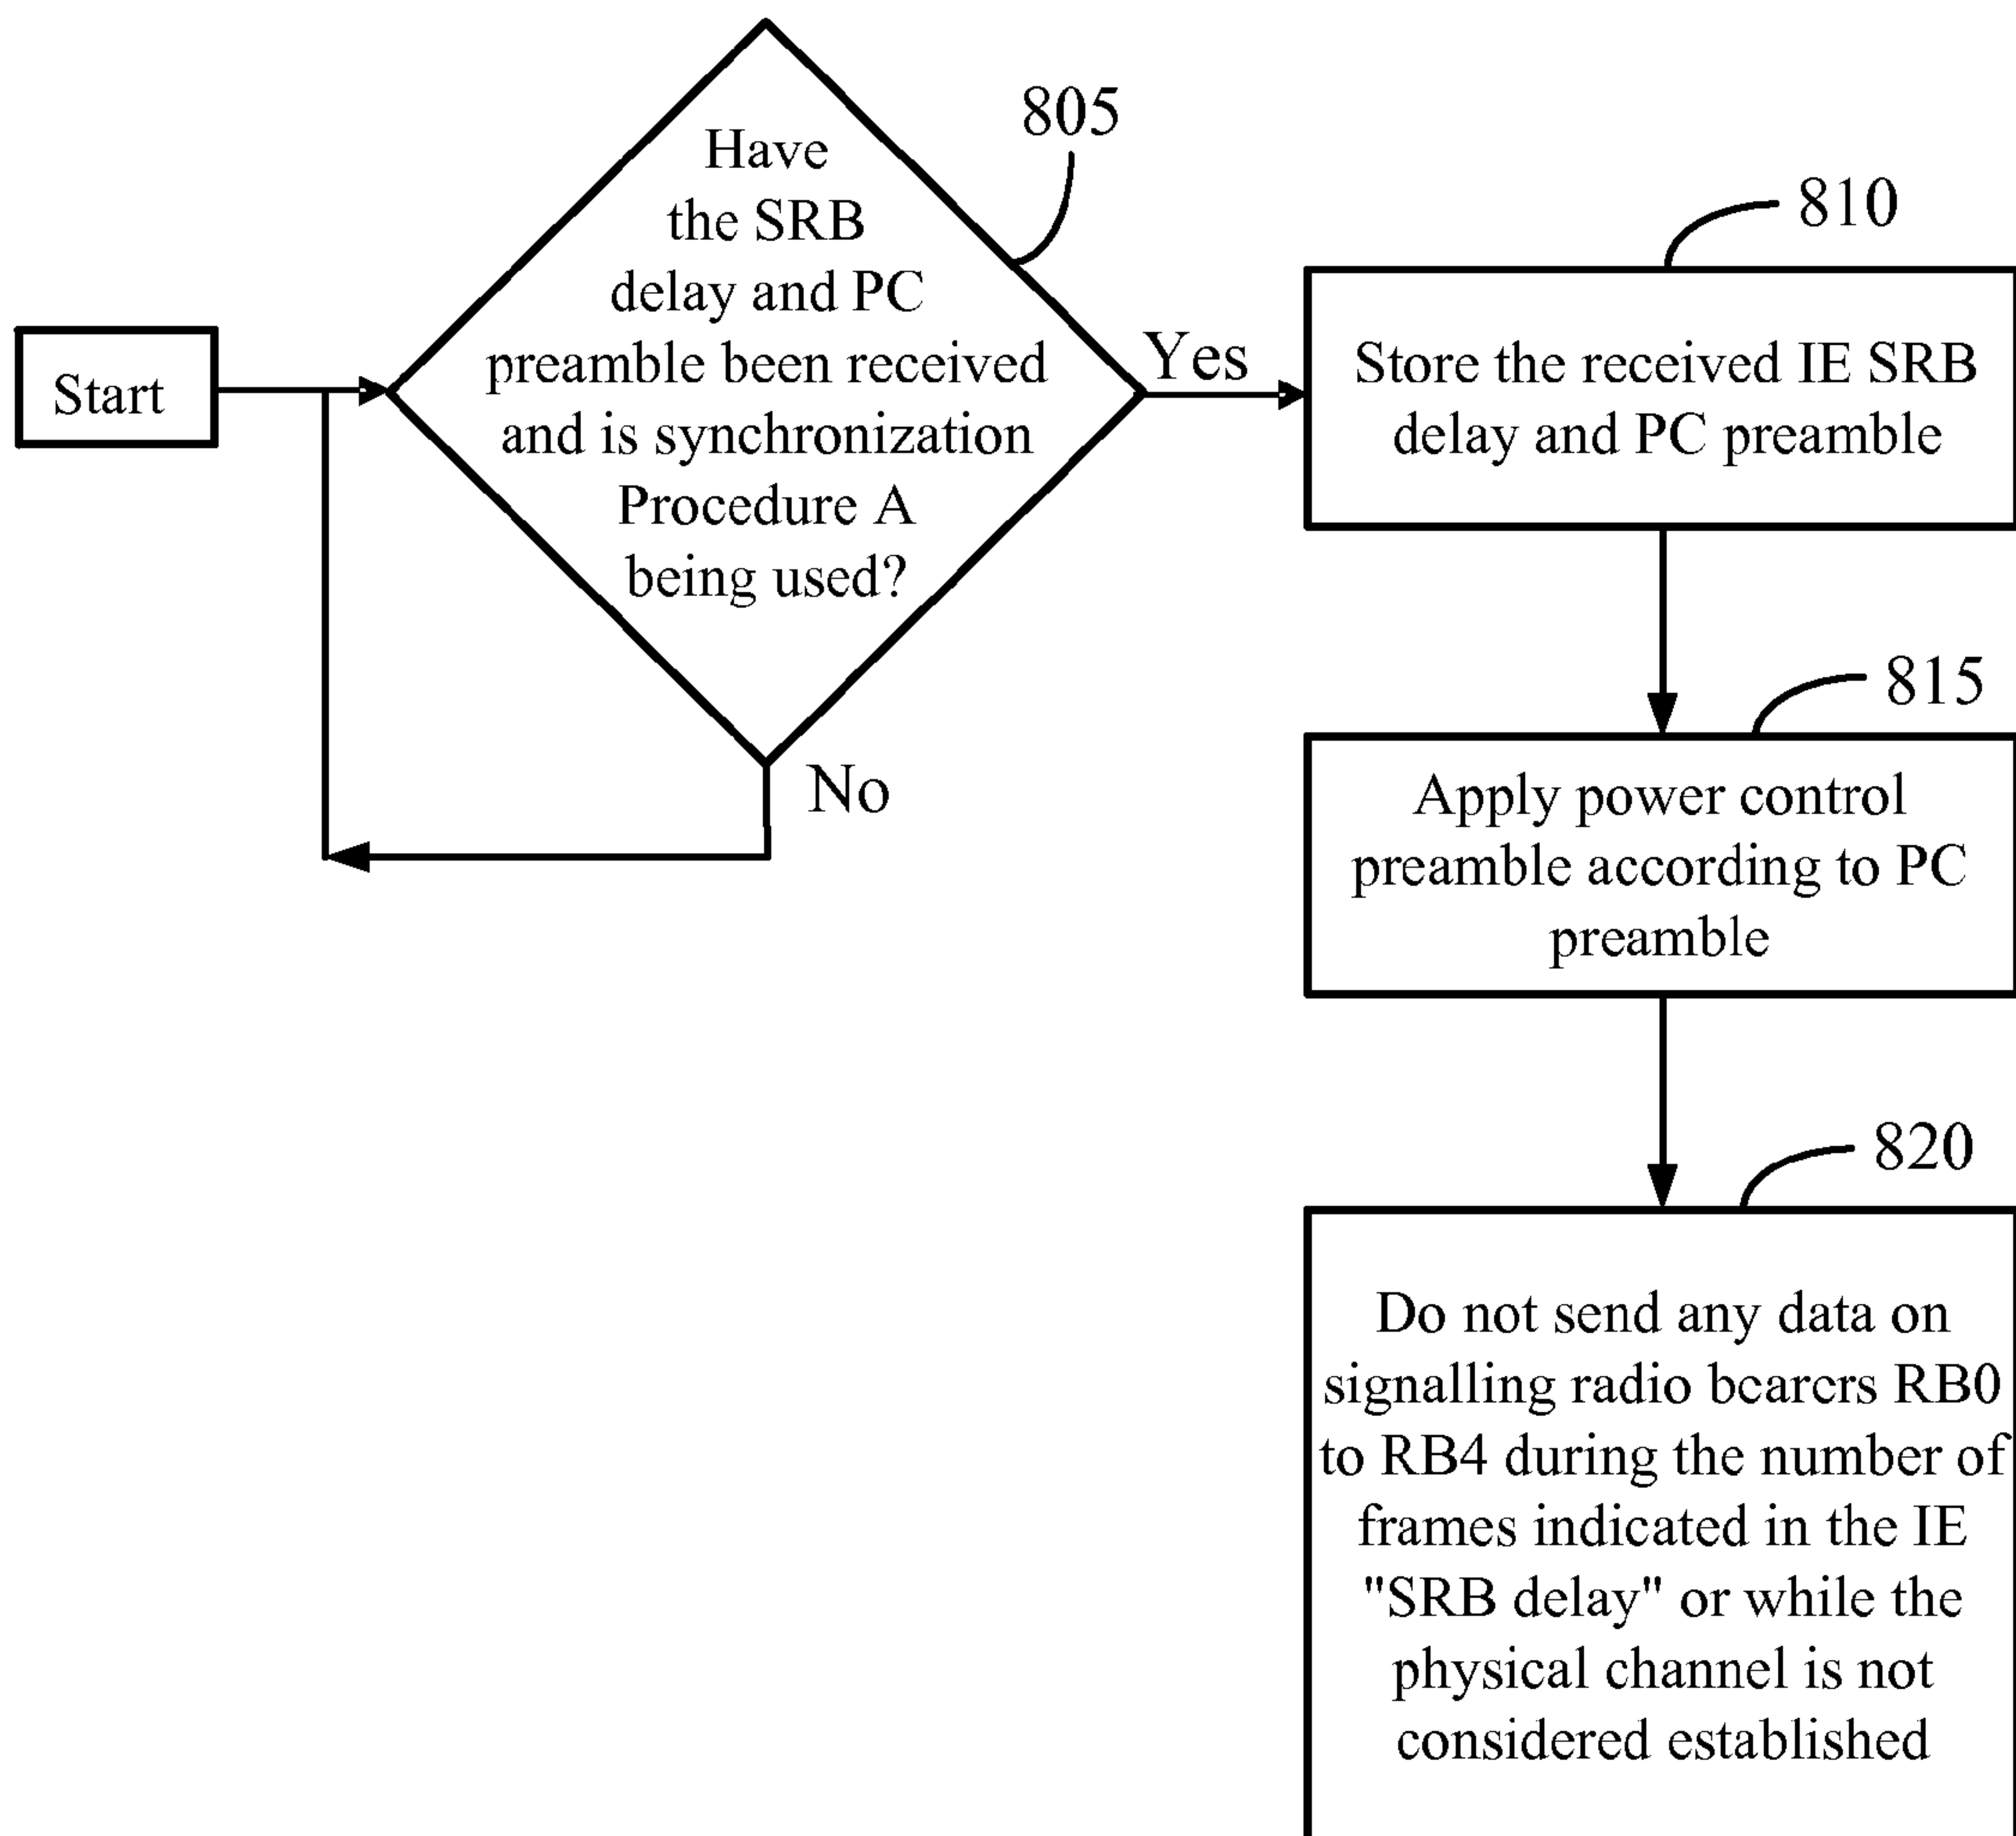 Start
Have
the SRB
delay and PC
preamble been received
and is synchronization
Procedure A
being used?
805
Yes
No
810
Store the received IE SRB
delay and PC preamble
815
Apply power control
preamble according to PC
preamble
820
Do not send any data on
signalling radio bearers RB0
to RB4 during the number of
frames indicated in the IE
"SRB delay" or while the
physical channel is not
considered established